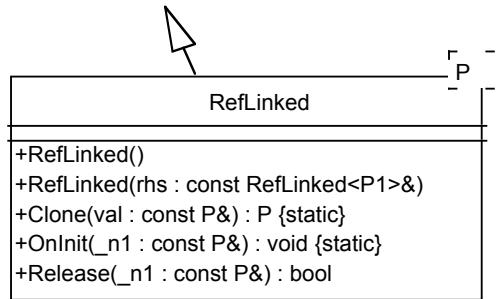 P
RefLinked
+RefLinked()
+RefLinked(rhs : const RefLinked<P1>&)
+Clone(val : const P&) : P {static}
+OnInit(_n1 : const P&) : void {static}
+Release(_n1 : const P&) : bool